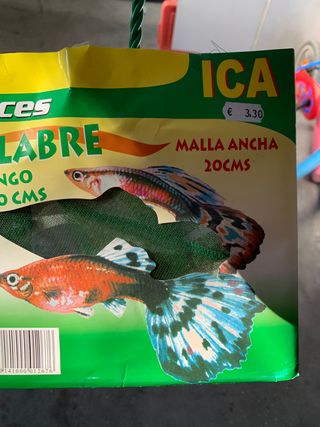 ICA
ces
€ 3.30
LABRE
MALLA ANCHA
20CMS
NGO
0 CMS